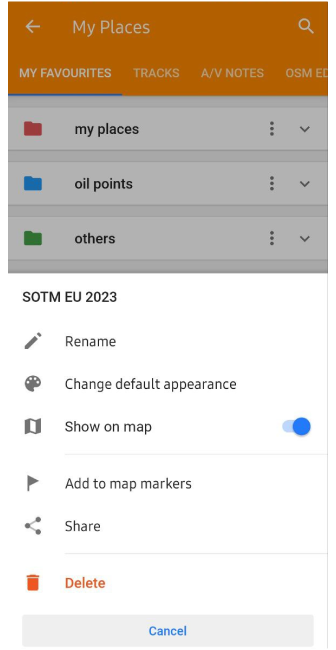 My Places
MY FAVOURITES TRACKS A/V NOTES OSM ED
my places
oil points
others
SOTM EU 2023
Rename
Change default appearance
Show on map
Add to map markers
Share
Delete
Cancel